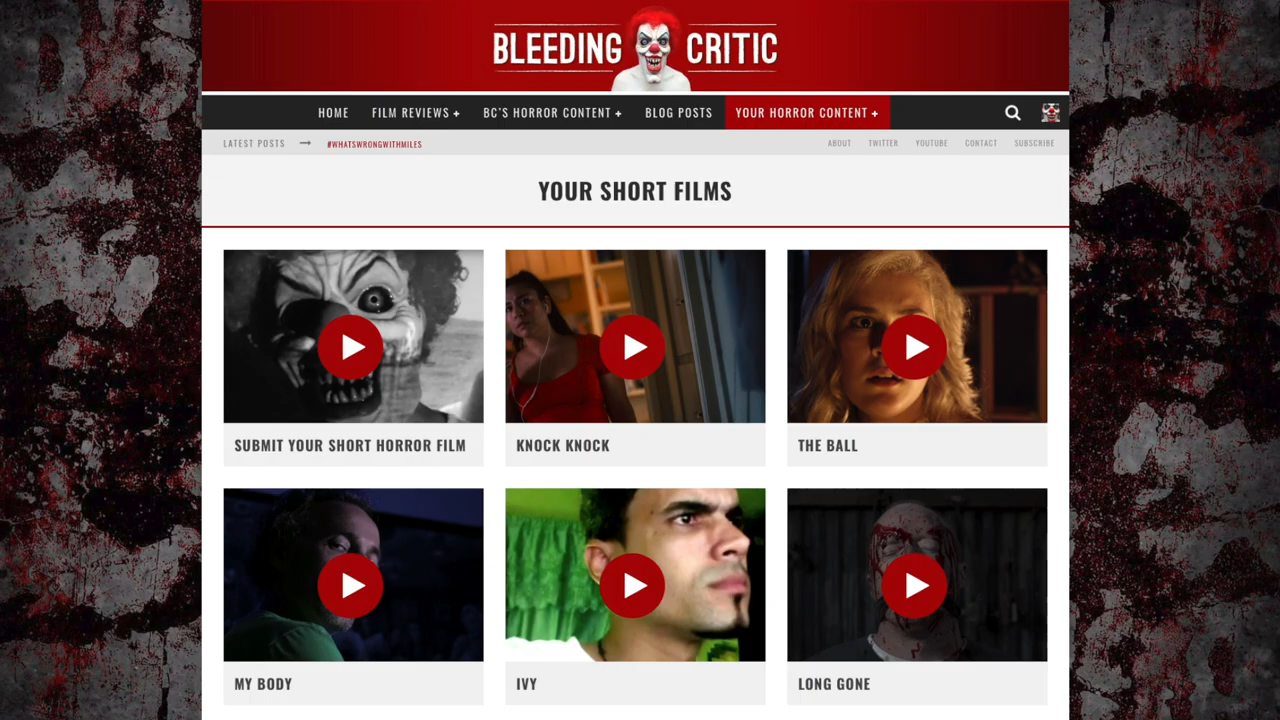 BLEEDING CRITIC
HOME FILM REVIEWS + BC'S HORROR CONTENT + BLOG POSTS YOUR HORROR CONTENT +
LATEST POSTS → #WHATSWRONGWITHMILES ABOUT TWITTER YOUTUBE CONTACT SUBSCRIBE
YOUR SHORT FILMS
SUBMIT YOUR SHORT HORROR FILM KNOCK KNOCK THE BALL
MY BODY IVY LONG GONE